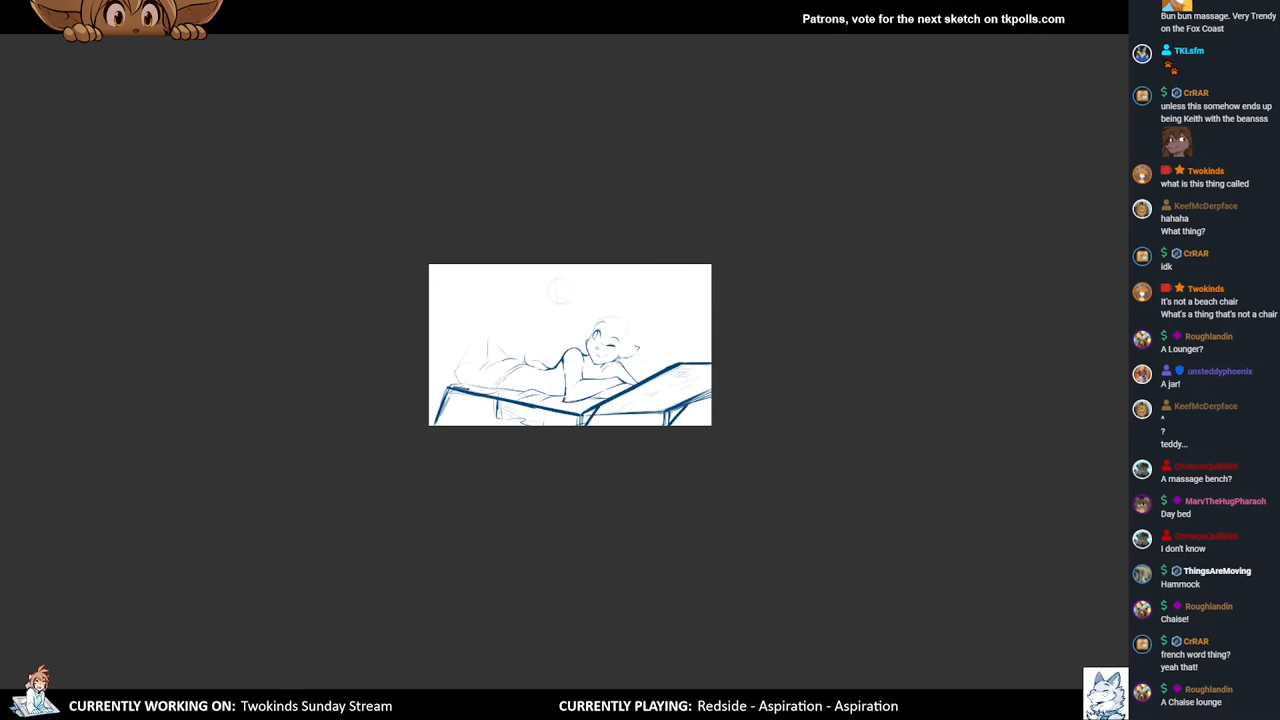 Patrons, vote for the next sketch on tkpolls.com
Bun bun massage. Very Trendy
on the Fox Coast
TKLsfm
$ CrRAR
unless this somehow ends up
being Keith with the beansss
Twokinds
what is this thing called
KeefMcDerpface
hahaha
What thing?
$ CrRAR
idk
Twokinds
It's not a beach chair
What's a thing that's not a chair
$ Roughlandin
A Lounger?
unsteddyphoenix
A jar!
KeefMcDerpface
^
?
teddy...
A massage bench?
$ MarvTheHugPharaoh
Day bed
I don't know
$ ThingsAreMoving
Hammock
$ Roughlandin
Chaise!
$ CrRAR
french word thing?
yeah that!
$ Roughlandin
A Chaise lounge
CURRENTLY WORKING ON: Twokinds Sunday Stream
CURRENTLY PLAYING: Redside - Aspiration - Aspiration